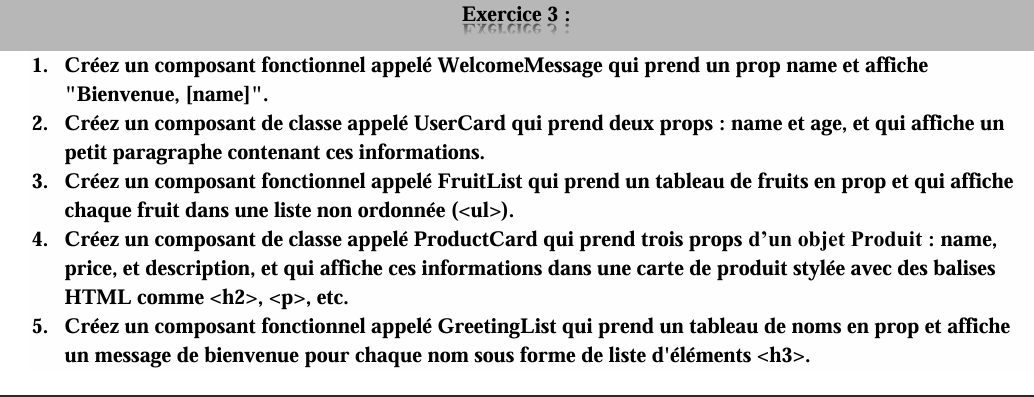 Exercice 3 :
1. Créez un composant fonctionnel appelé WelcomeMessage qui prend un prop name et affiche
"Bienvenue, [name]".
2. Créez un composant de classe appelé UserCard qui prend deux props : name et age, et qui affiche un
petit paragraphe contenant ces informations.
3. Créez un composant fonctionnel appelé FruitList qui prend un tableau de fruits en prop et qui affiche
chaque fruit dans une liste non ordonnée (<ul>).
4. Créez un composant de classe appelé ProductCard qui prend trois props d’un objet Produit : name,
price, et description, et qui affiche ces informations dans une carte de produit stylée avec des balises
HTML comme <h2>, <p>, etc.
5. Créez un composant fonctionnel appelé GreetingList qui prend un tableau de noms en prop et affiche
un message de bienvenue pour chaque nom sous forme de liste d'éléments <h3>.